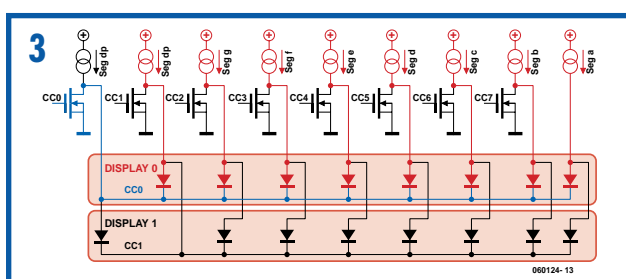 3
Seg dp
Seg dp
Seg g
Seg f
Seg e
Seg d
Seg c
Seg b
Seg a
CC0
CC1
CC2
CC3
CC4
CC5
CC6
CC7
DISPLAY 0
CC0
DISPLAY 1
CC1
060124- 13